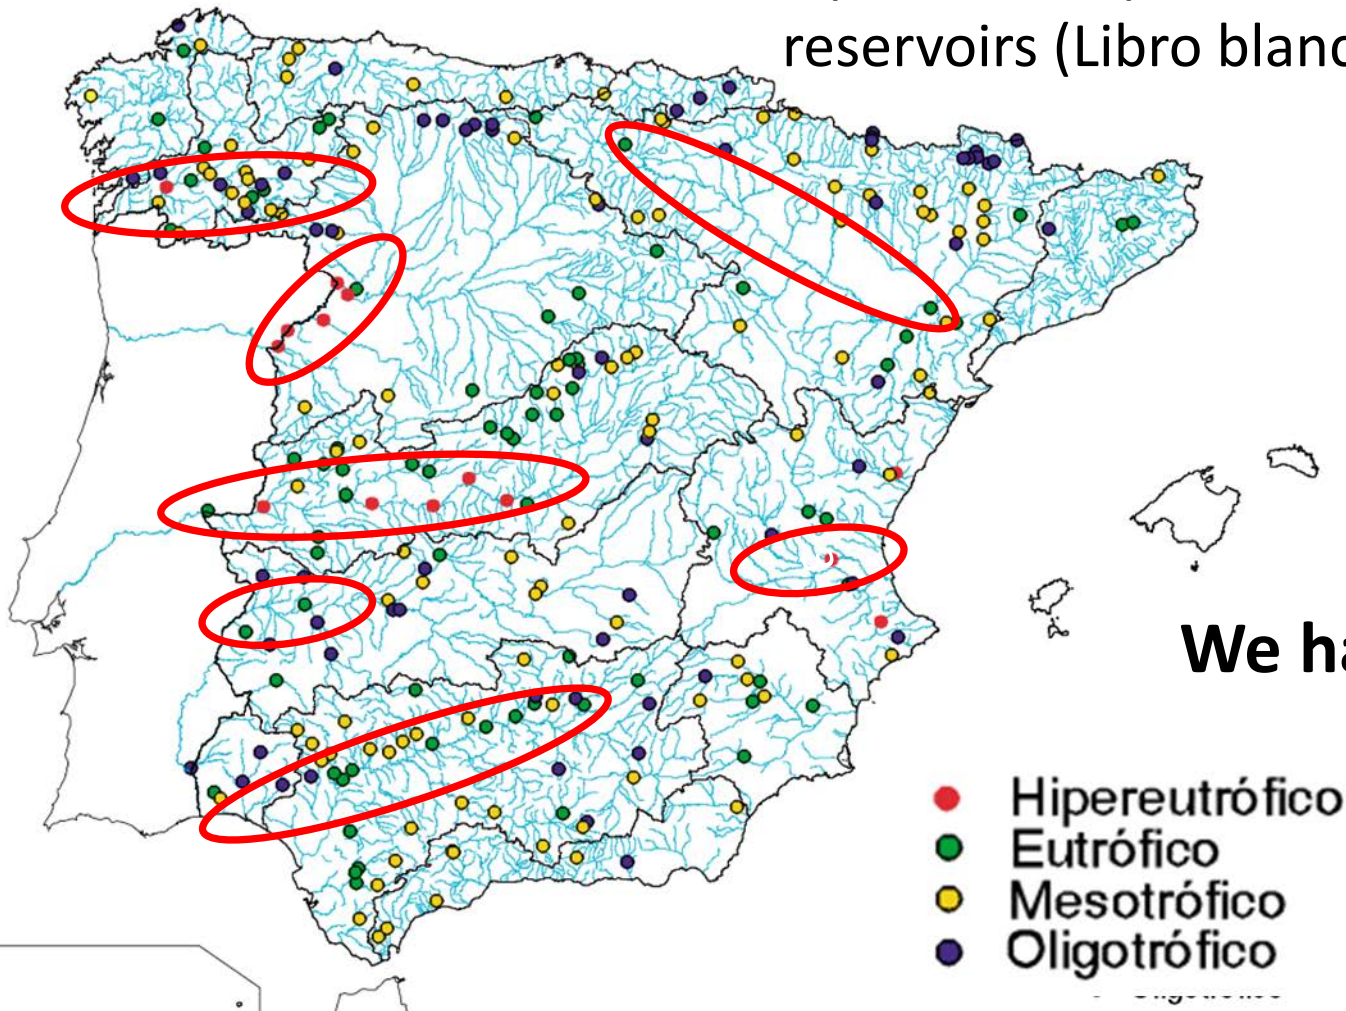 reservoirs (Libro blanc
We ha
Hipereutrófico
Eutrófico
Mesotrófico
Oligotrófico